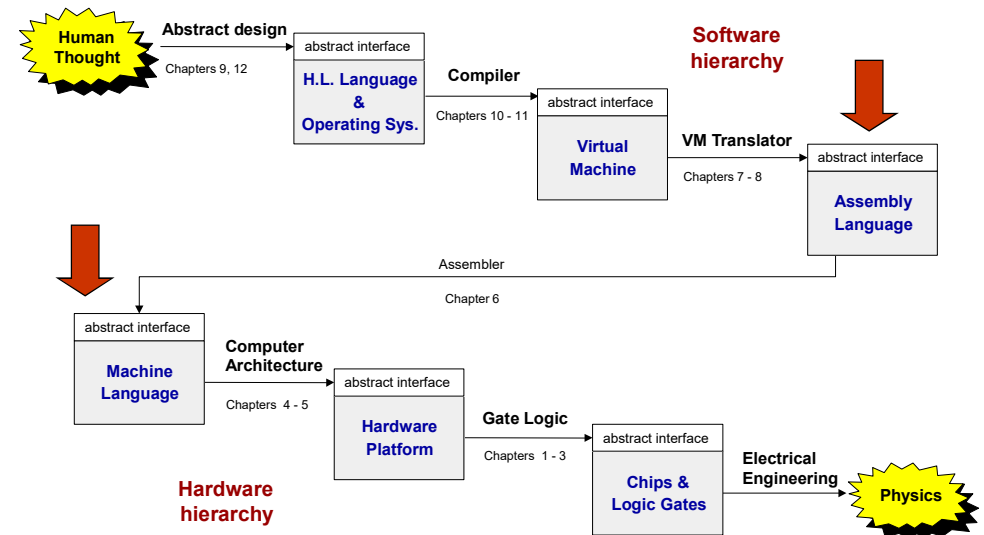 Human
Thought
Abstract design
Chapters 9, 12
abstract interface
H.L. Language
&
Operating Sys.
Compiler
Chapters 10 - 11
abstract interface
Virtual
Machine
Software
hierarchy
VM Translator
Chapters 7 - 8
abstract interface
Assembly
Language
Assembler
Chapter 6
abstract interface
Machine
Language
Computer
Architecture
Chapters 4 - 5
abstract interface
Hardware
Platform
Gate Logic
Chapters 1 - 3
abstract interface
Chips &
Logic Gates
Electrical
Engineering
Physics
Hardware
hierarchy